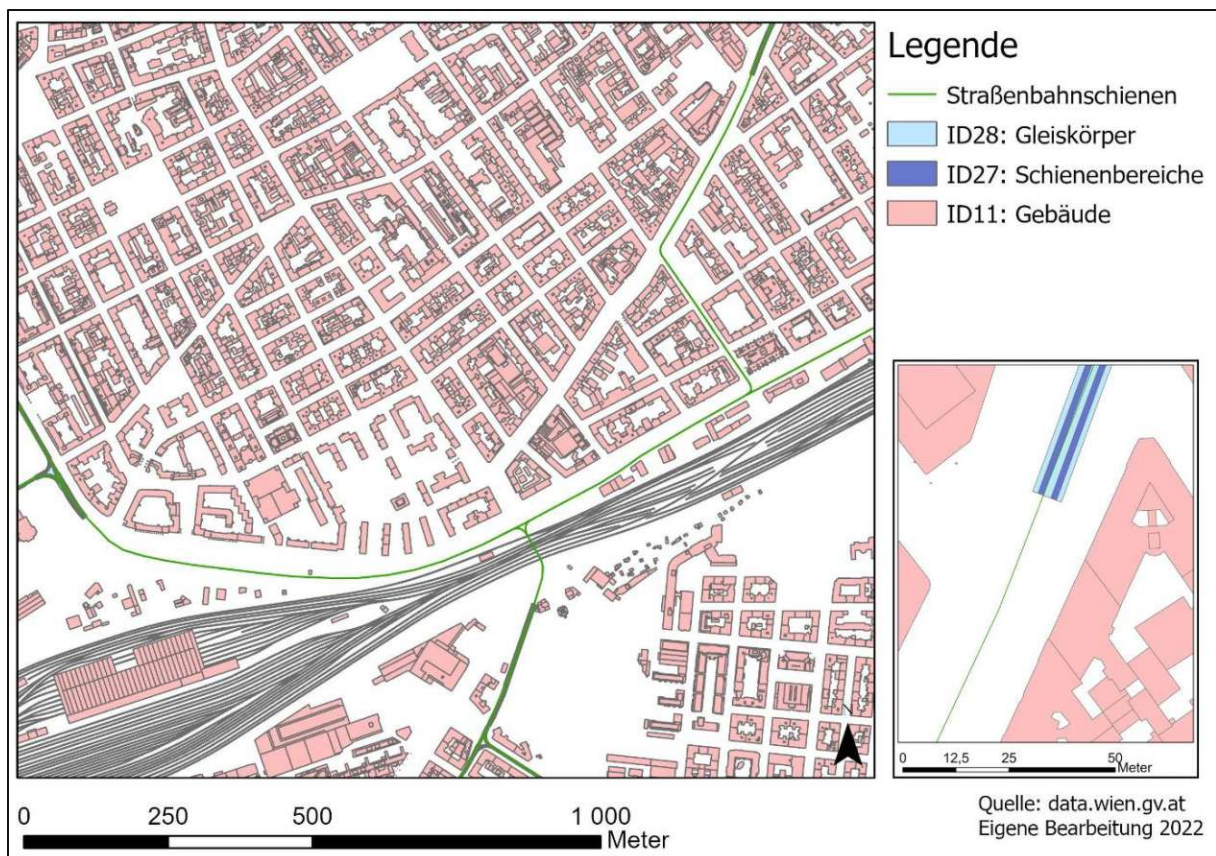 Legende
Straßenbahnschienen
ID28: Gleiskörper
ID27: Schienenbereiche
ID11: Gebäude
0 12,5 25 50
Meter
0 250 500 1 000
Meter
Quelle: data.wien.gv.at
Eigene Bearbeitung 2022